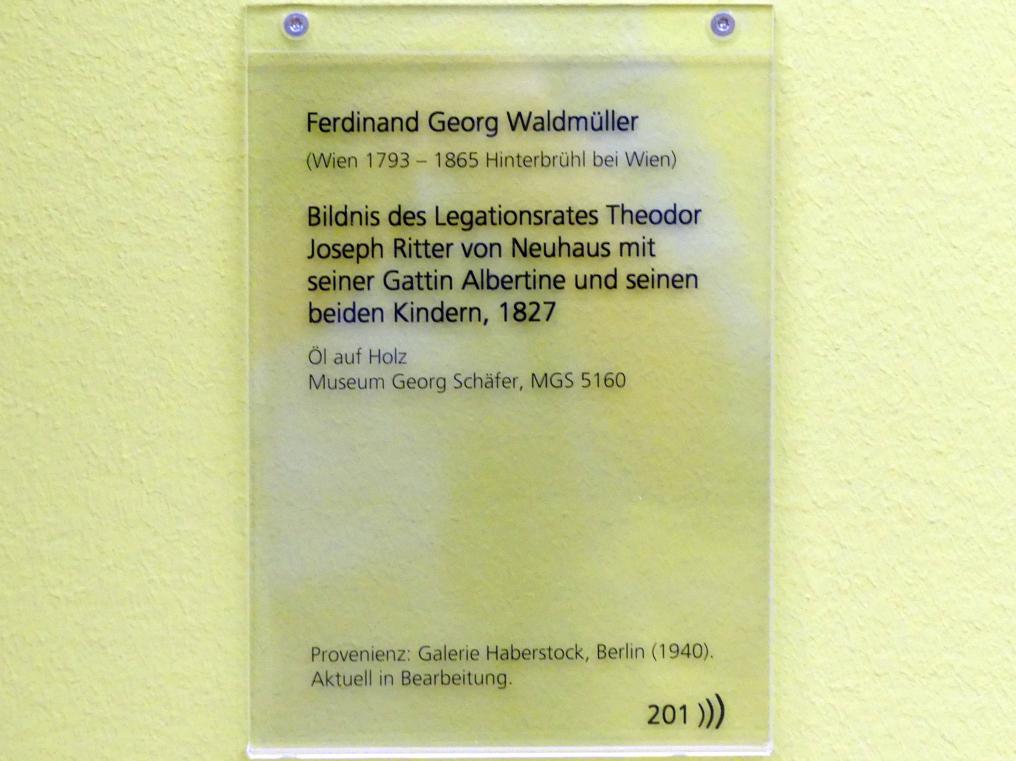 Ferdinand Georg Waldmüller
(Wien 1793 – 1865 Hinterbrühl bei Wien)
Bildnis des Legationsrates Theodor
Joseph Ritter von Neuhaus mit
seiner Gattin Albertine und seinen
beiden Kindern, 1827
Öl auf Holz
Museum Georg Schäfer, MGS 5160
Provenienz: Galerie Haberstock, Berlin (1940).
Aktuell in Bearbeitung.
201